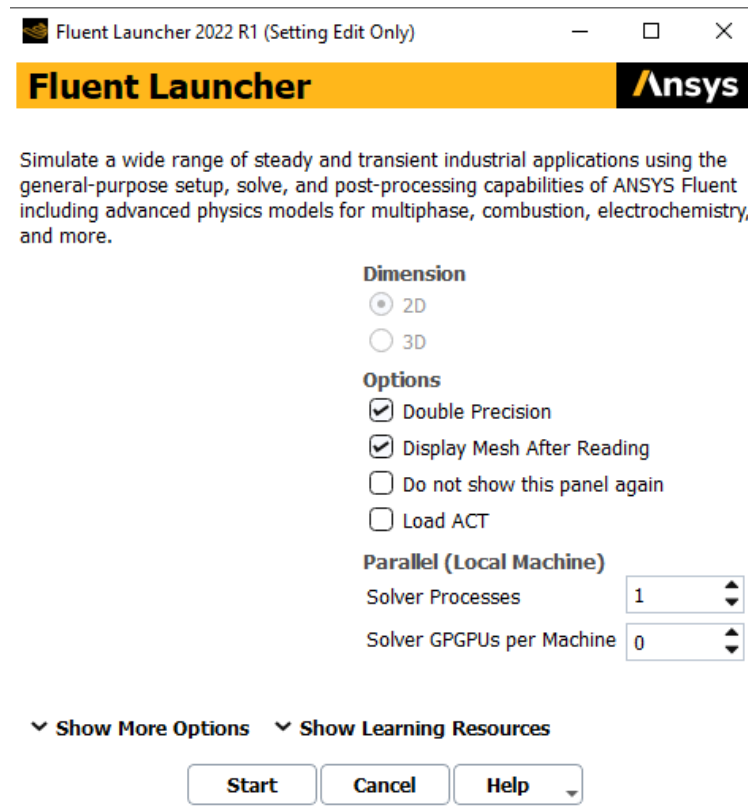 Fluent Launcher 2022 R1 (Setting Edit Only)
Fluent Launcher
Ansys
Simulate a wide range of steady and transient industrial applications using the
general-purpose setup, solve, and post-processing capabilities of ANSYS Fluent
including advanced physics models for multiphase, combustion, electrochemistry,
and more.
Dimension
2D
3D
Options
Double Precision
Display Mesh After Reading
Do not show this panel again
Load ACT
Parallel (Local Machine)
Solver Processes 1
Solver GPGPUs per Machine 0
Show More Options Show Learning Resources
Start Cancel Help